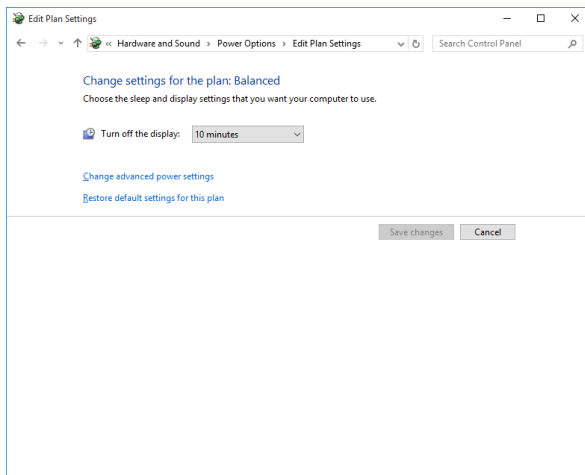 Edit Plan Settings
« Hardware and Sound > Power Options > Edit Plan Settings
Search Control Panel
Change settings for the plan: Balanced
Choose the sleep and display settings that you want your computer to use.
Turn off the display: 10 minutes
Change advanced power settings
Restore default settings for this plan
Save changes Cancel